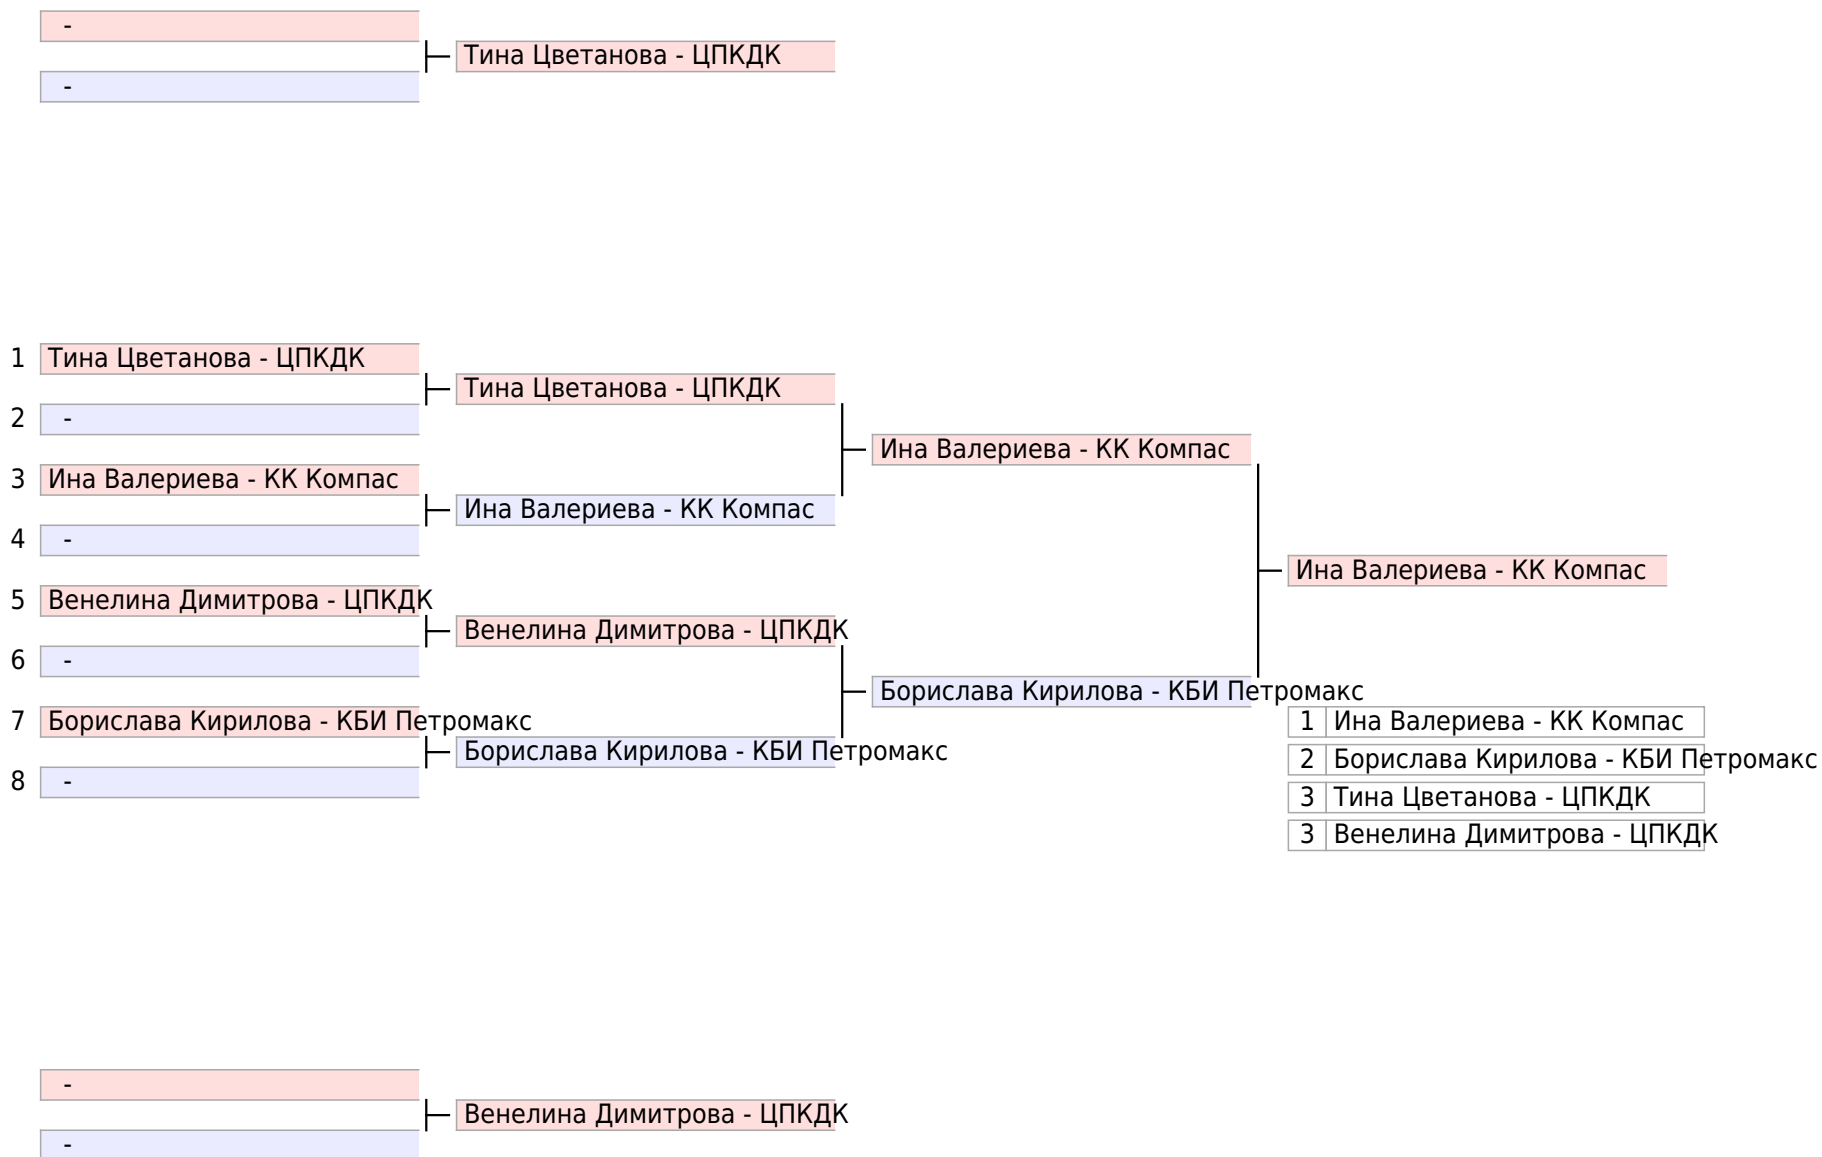 -
Тина Цветанова - ЦПКДК
-
1 Тина Цветанова - ЦПКДК
Тина Цветанова - ЦПКДК
2 -
Ина Валериева - КК Компас
3 Ина Валериева - КК Компас
Ина Валериева - КК Компас
4 -
Ина Валериева - КК Компас
5 Венелина Димитрова - ЦПКДК
Венелина Димитрова - ЦПКДК
6 -
Борислава Кирилова - КБИ Петромакс
7 Борислава Кирилова - КБИ Петромакс
1 Ина Валериева - КК Компас
Борислава Кирилова - КБИ Петромакс
2 Борислава Кирилова - КБИ Петромакс
8 -
3 Тина Цветанова - ЦПКДК
3 Венелина Димитрова - ЦПКДК
-
Венелина Димитрова - ЦПКДК
-